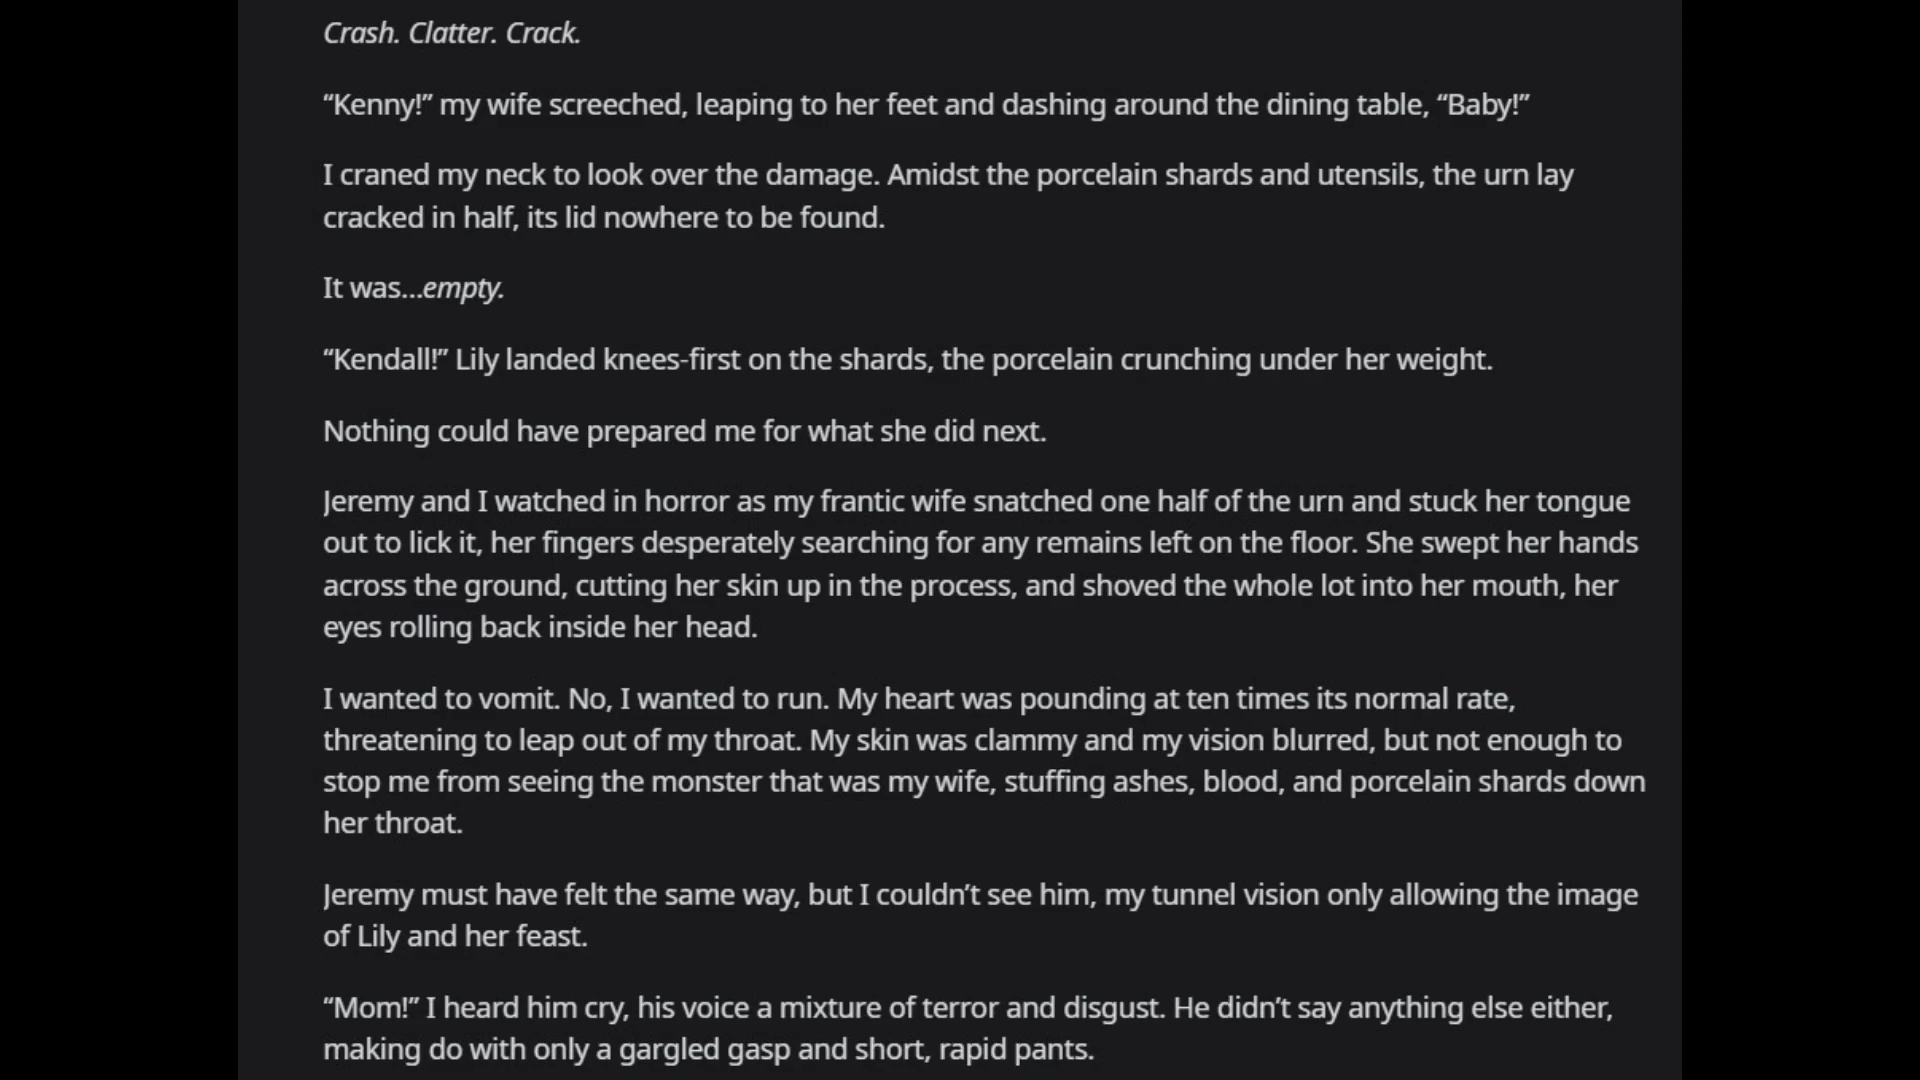 Crash. Clatter. Crack.
“Kenny!” my wife screeched, leaping to her feet and dashing around the dining table, “Baby!”
I craned my neck to look over the damage. Amidst the porcelain shards and utensils, the urn lay
cracked in half, its lid nowhere to be found.
It was...empty.
“Kendall!” Lily landed knees-first on the shards, the porcelain crunching under her weight.
Nothing could have prepared me for what she did next.
Jeremy and I watched in horror as my frantic wife snatched one half of the urn and stuck her tongue
out to lick it, her fingers desperately searching for any remains left on the floor. She swept her hands
across the ground, cutting her skin up in the process, and shoved the whole lot into her mouth, her
eyes rolling back inside her head.
I wanted to vomit. No, I wanted to run. My heart was pounding at ten times its normal rate,
threatening to leap out of my throat. My skin was clammy and my vision blurred, but not enough to
stop me from seeing the monster that was my wife, stuffing ashes, blood, and porcelain shards down
her throat.
Jeremy must have felt the same way, but I couldn’t see him, my tunnel vision only allowing the image
of Lily and her feast.
“Mom!” I heard him cry, his voice a mixture of terror and disgust. He didn’t say anything else either,
making do with only a gargled gasp and short, rapid pants.